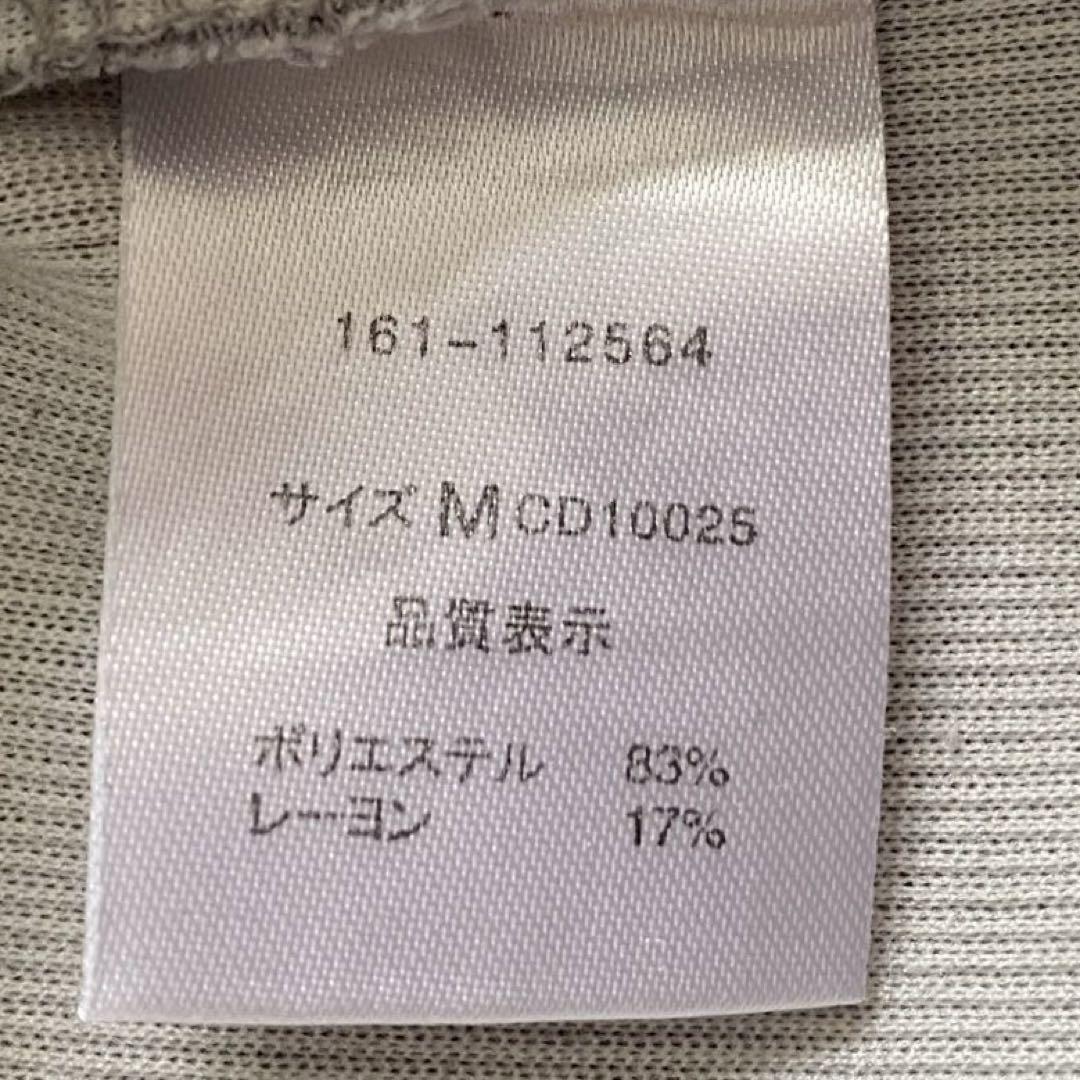 161-112564
サイズ M CD10025
品質表示
ポリエステル 83%
レーヨン 17%